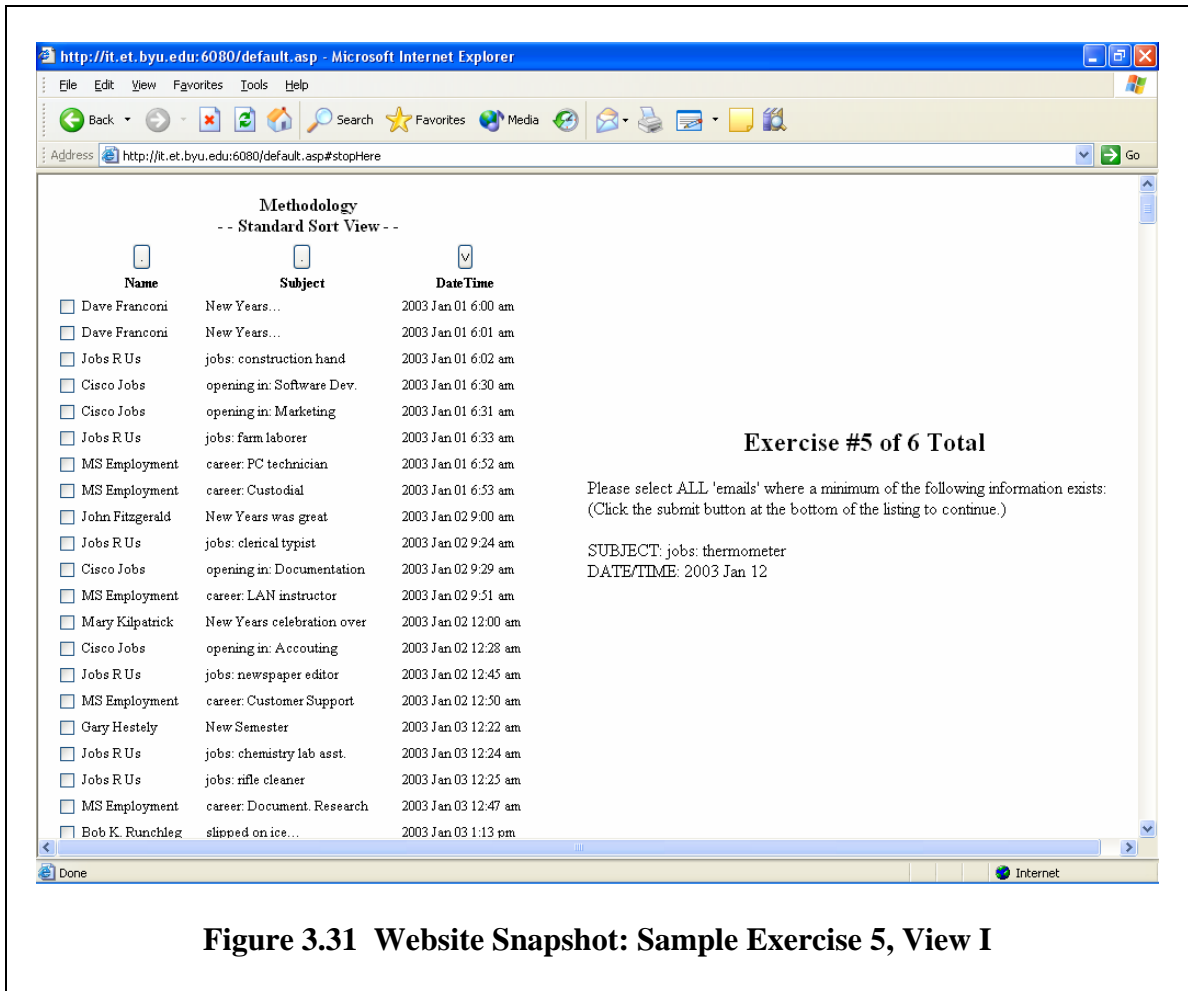 http://it.et.byu.edu:6080/default.asp - Microsoft Internet Explorer
File Edit View Favorites Tools Help
Back Search Favorites Media
Address http://it.et.byu.edu:6080/default.asp#stopHere Go
Methodology
- - Standard Sort View - -
. . V
Name Subject DateTime
Dave Franconi New Years... 2003 Jan 01 6:00 am
Dave Franconi New Years... 2003 Jan 01 6:01 am
Jobs R Us jobs: construction hand 2003 Jan 01 6:02 am
Cisco Jobs opening in: Software Dev. 2003 Jan 01 6:30 am
Cisco Jobs opening in: Marketing 2003 Jan 01 6:31 am
Jobs R Us jobs: farm laborer 2003 Jan 01 6:33 am
MS Employment career: PC technician 2003 Jan 01 6:52 am
MS Employment career: Custodial 2003 Jan 01 6:53 am
John Fitzgerald New Years was great 2003 Jan 02 9:00 am
Jobs R Us jobs: clerical typist 2003 Jan 02 9:24 am
Cisco Jobs opening in: Documentation 2003 Jan 02 9:29 am
MS Employment career: LAN instructor 2003 Jan 02 9:51 am
Mary Kilpatrick New Years celebration over 2003 Jan 02 12:00 am
Cisco Jobs opening in: Accouting 2003 Jan 02 12:28 am
Jobs R Us jobs: newspaper editor 2003 Jan 02 12:45 am
MS Employment career: Customer Support 2003 Jan 02 12:50 am
Gary Hestely New Semester 2003 Jan 03 12:22 am
Jobs R Us jobs: chemistry lab asst. 2003 Jan 03 12:24 am
Jobs R Us jobs: rifle cleaner 2003 Jan 03 12:25 am
MS Employment career: Document. Research 2003 Jan 03 12:47 am
Bob K. Runchleg slipped on ice... 2003 Jan 03 1:13 pm
Exercise #5 of 6 Total
Please select ALL 'emails' where a minimum of the following information exists:
(Click the submit button at the bottom of the listing to continue.)
SUBJECT: jobs: thermometer
DATE/TIME: 2003 Jan 12
Done Internet
Figure 3.31 Website Snapshot: Sample Exercise 5, View I